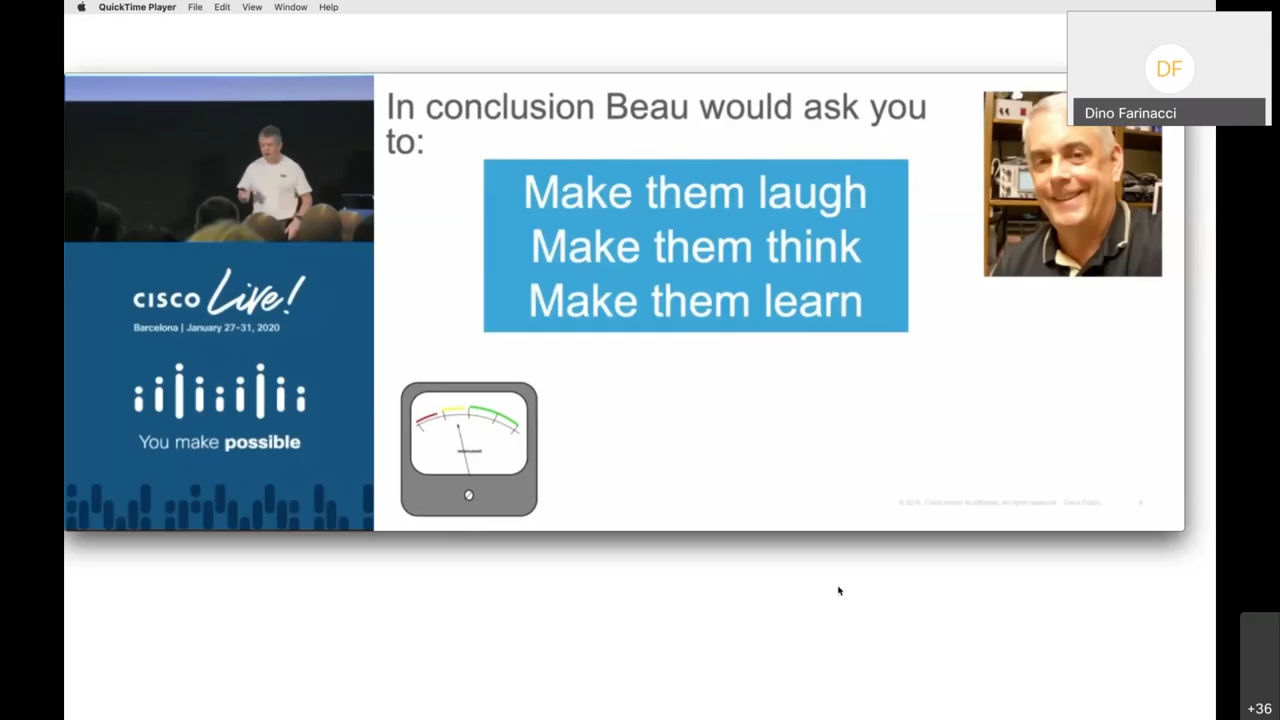 QuickTime Player File Edit View Window Help
DF
Dino Farinacci
In conclusion Beau would ask you
to:
Make them laugh
Make them think
Make them learn
CISCO Live!
Barcelona | January 27-31, 2020
You make possible
+36